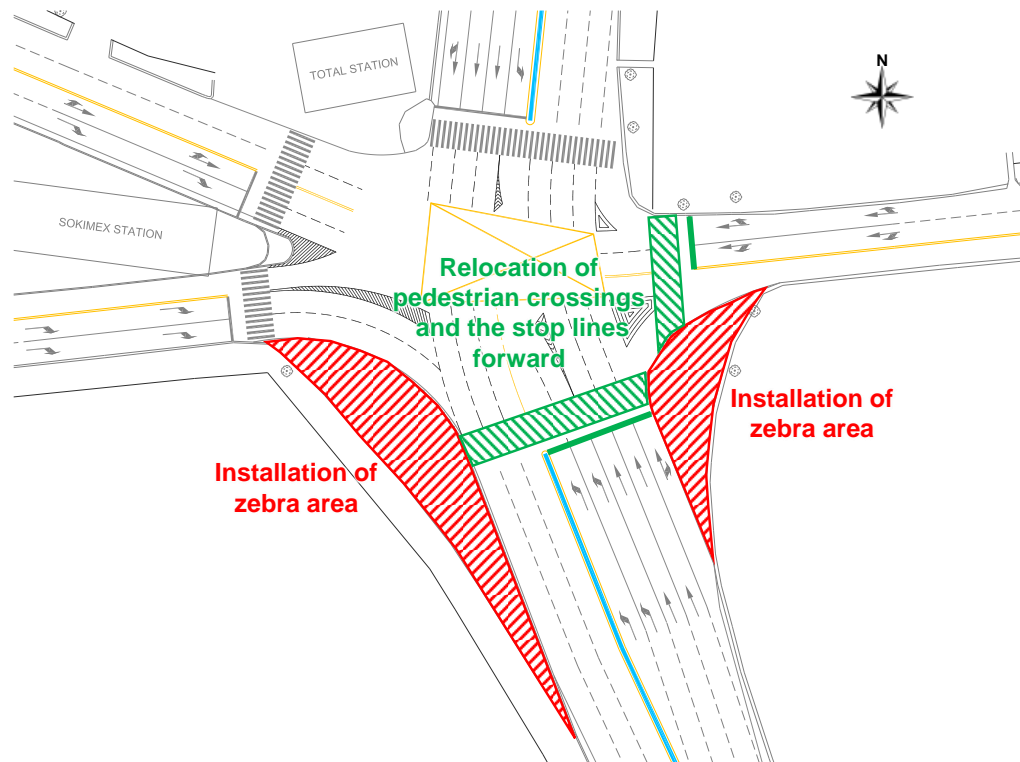 N
TOTAL STATION
SOKIMEX STATION
Relocation of
pedestrian crossings
and the stop lines
forward
Installation of
zebra area
Installation of
zebra area